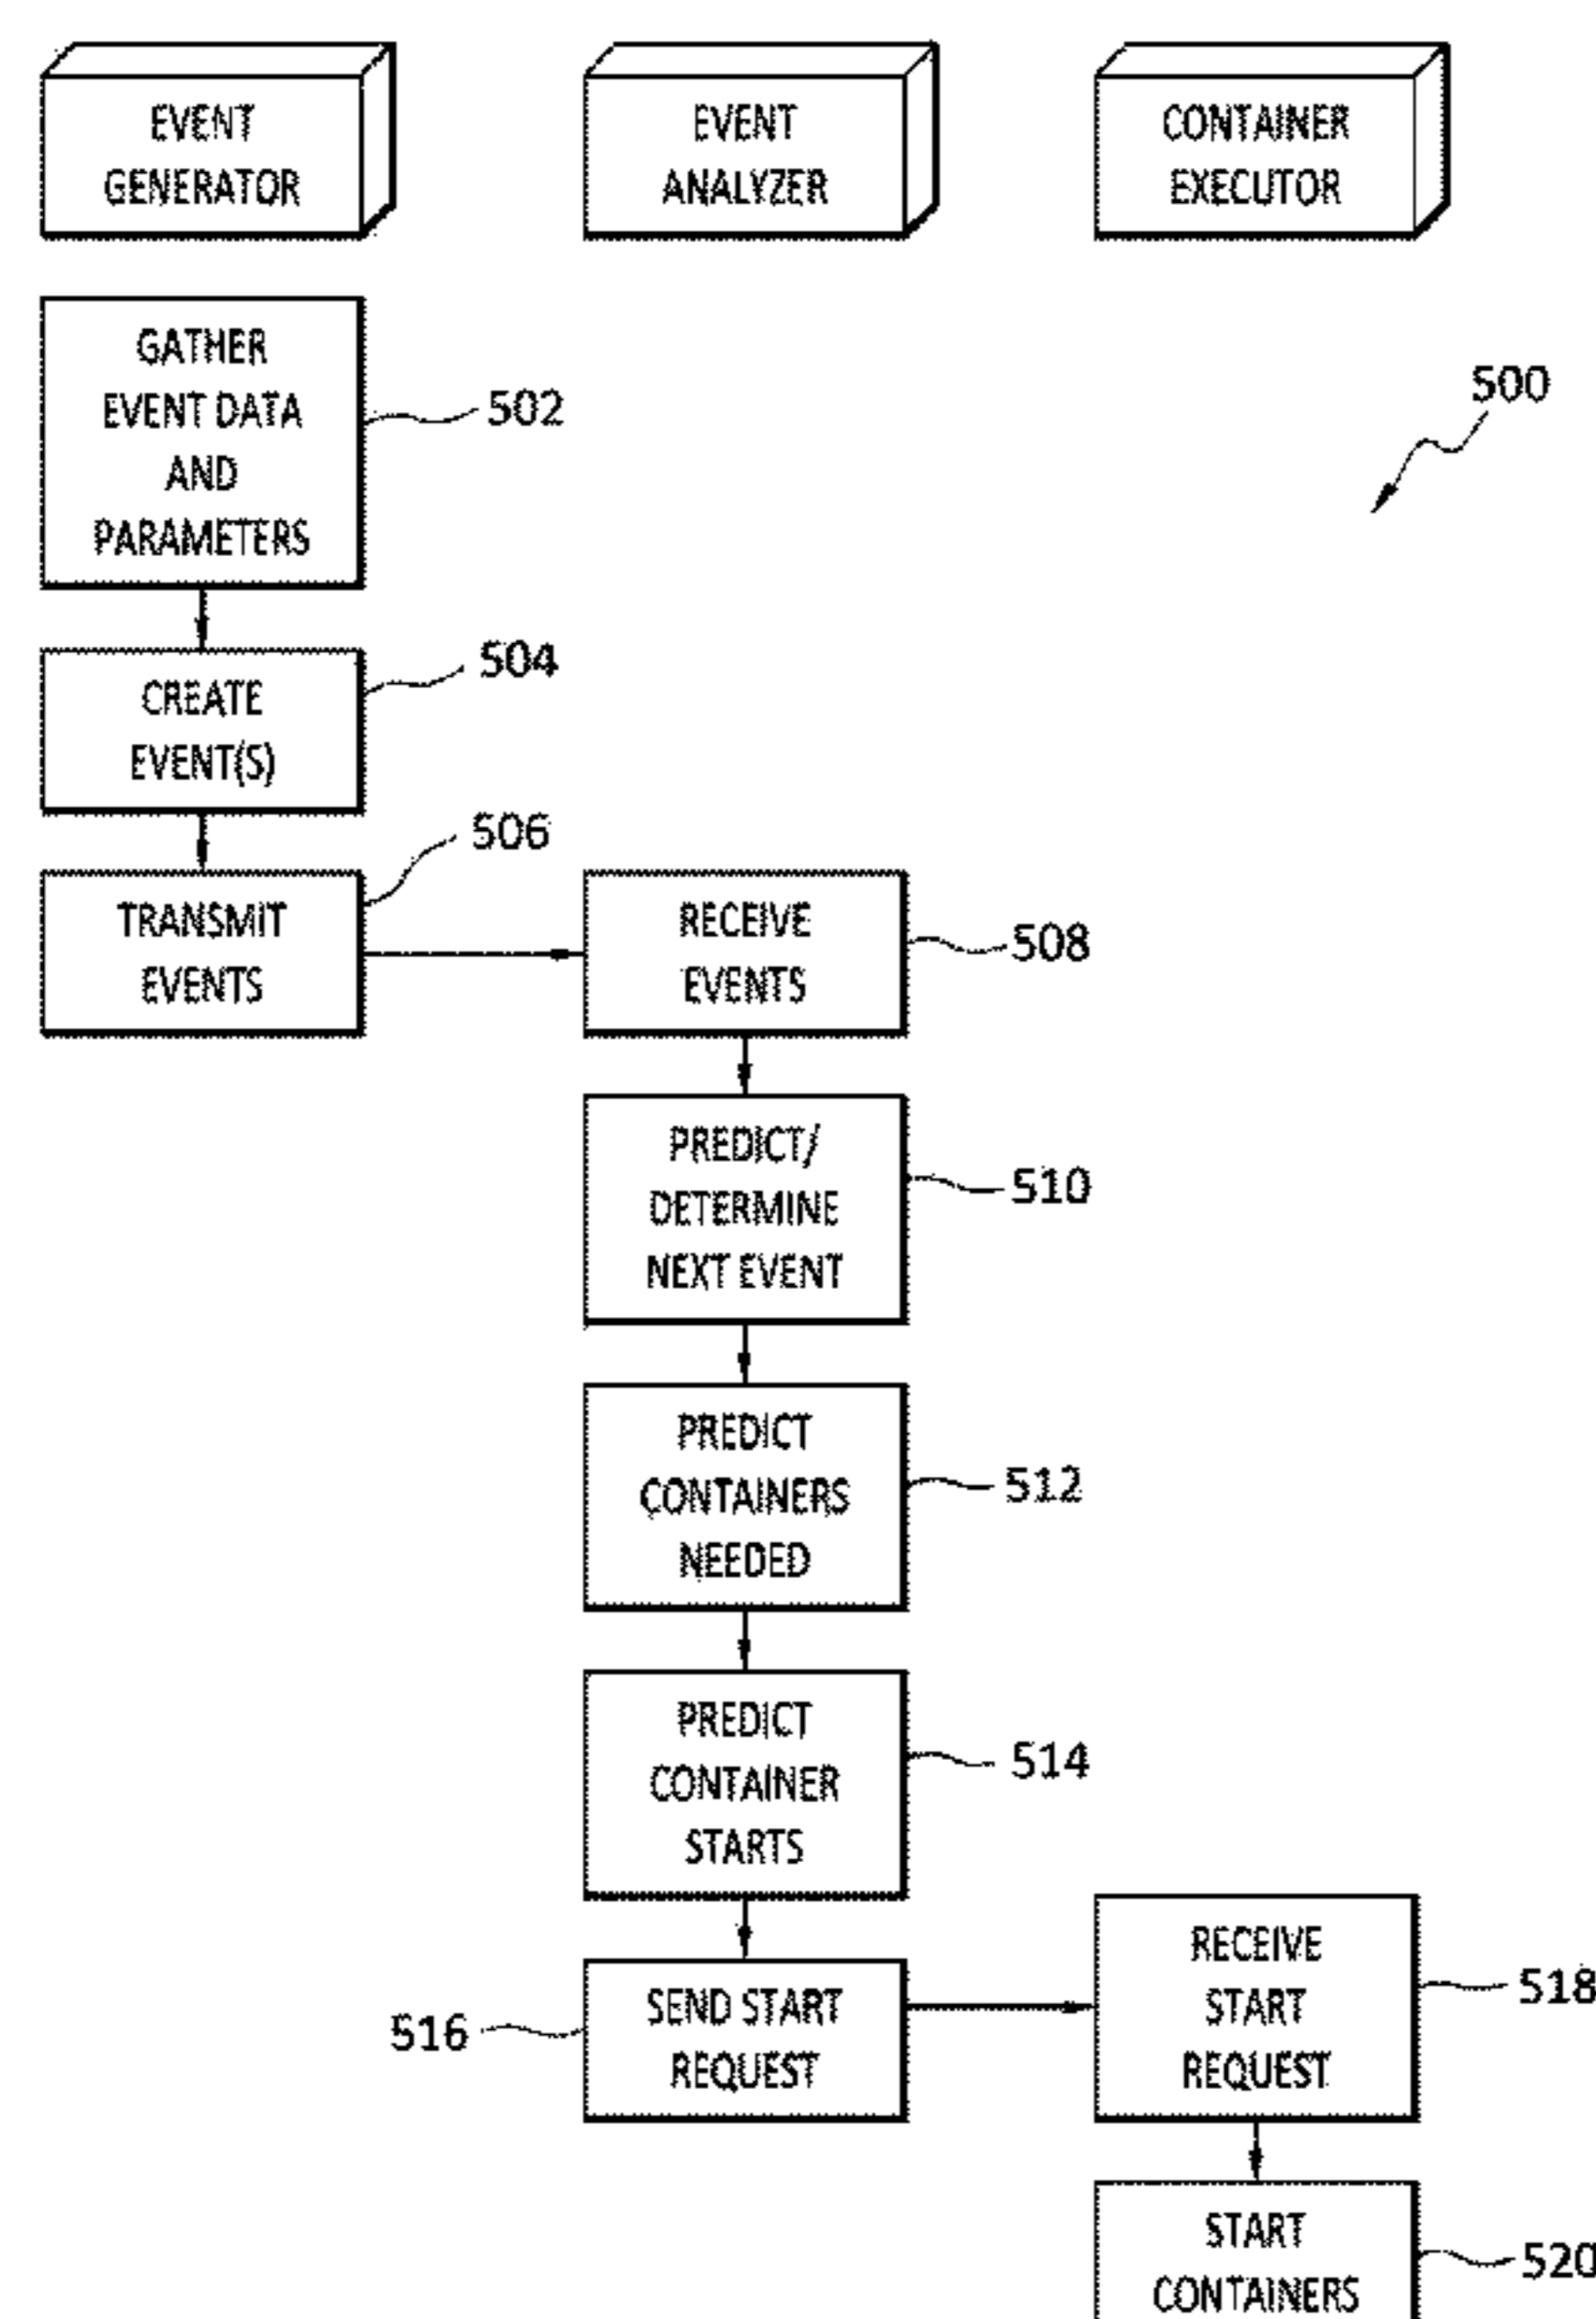 EVENT
GENERATOR
EVENT
ANALYZER
CONTAINER
EXECUTOR
GATHER
EVENT DATA
AND
PARAMETERS
502
500
CREATE
EVENT(S)
504
TRANSMIT
EVENTS
506
RECEIVE
EVENTS
508
PREDICT/
DETERMINE
NEXT EVENT
510
PREDICT
CONTAINERS
NEEDED
512
PREDICT
CONTAINER
STARTS
514
516
SEND START
REQUEST
RECEIVE
START
REQUEST
518
START
CONTAINERS
520